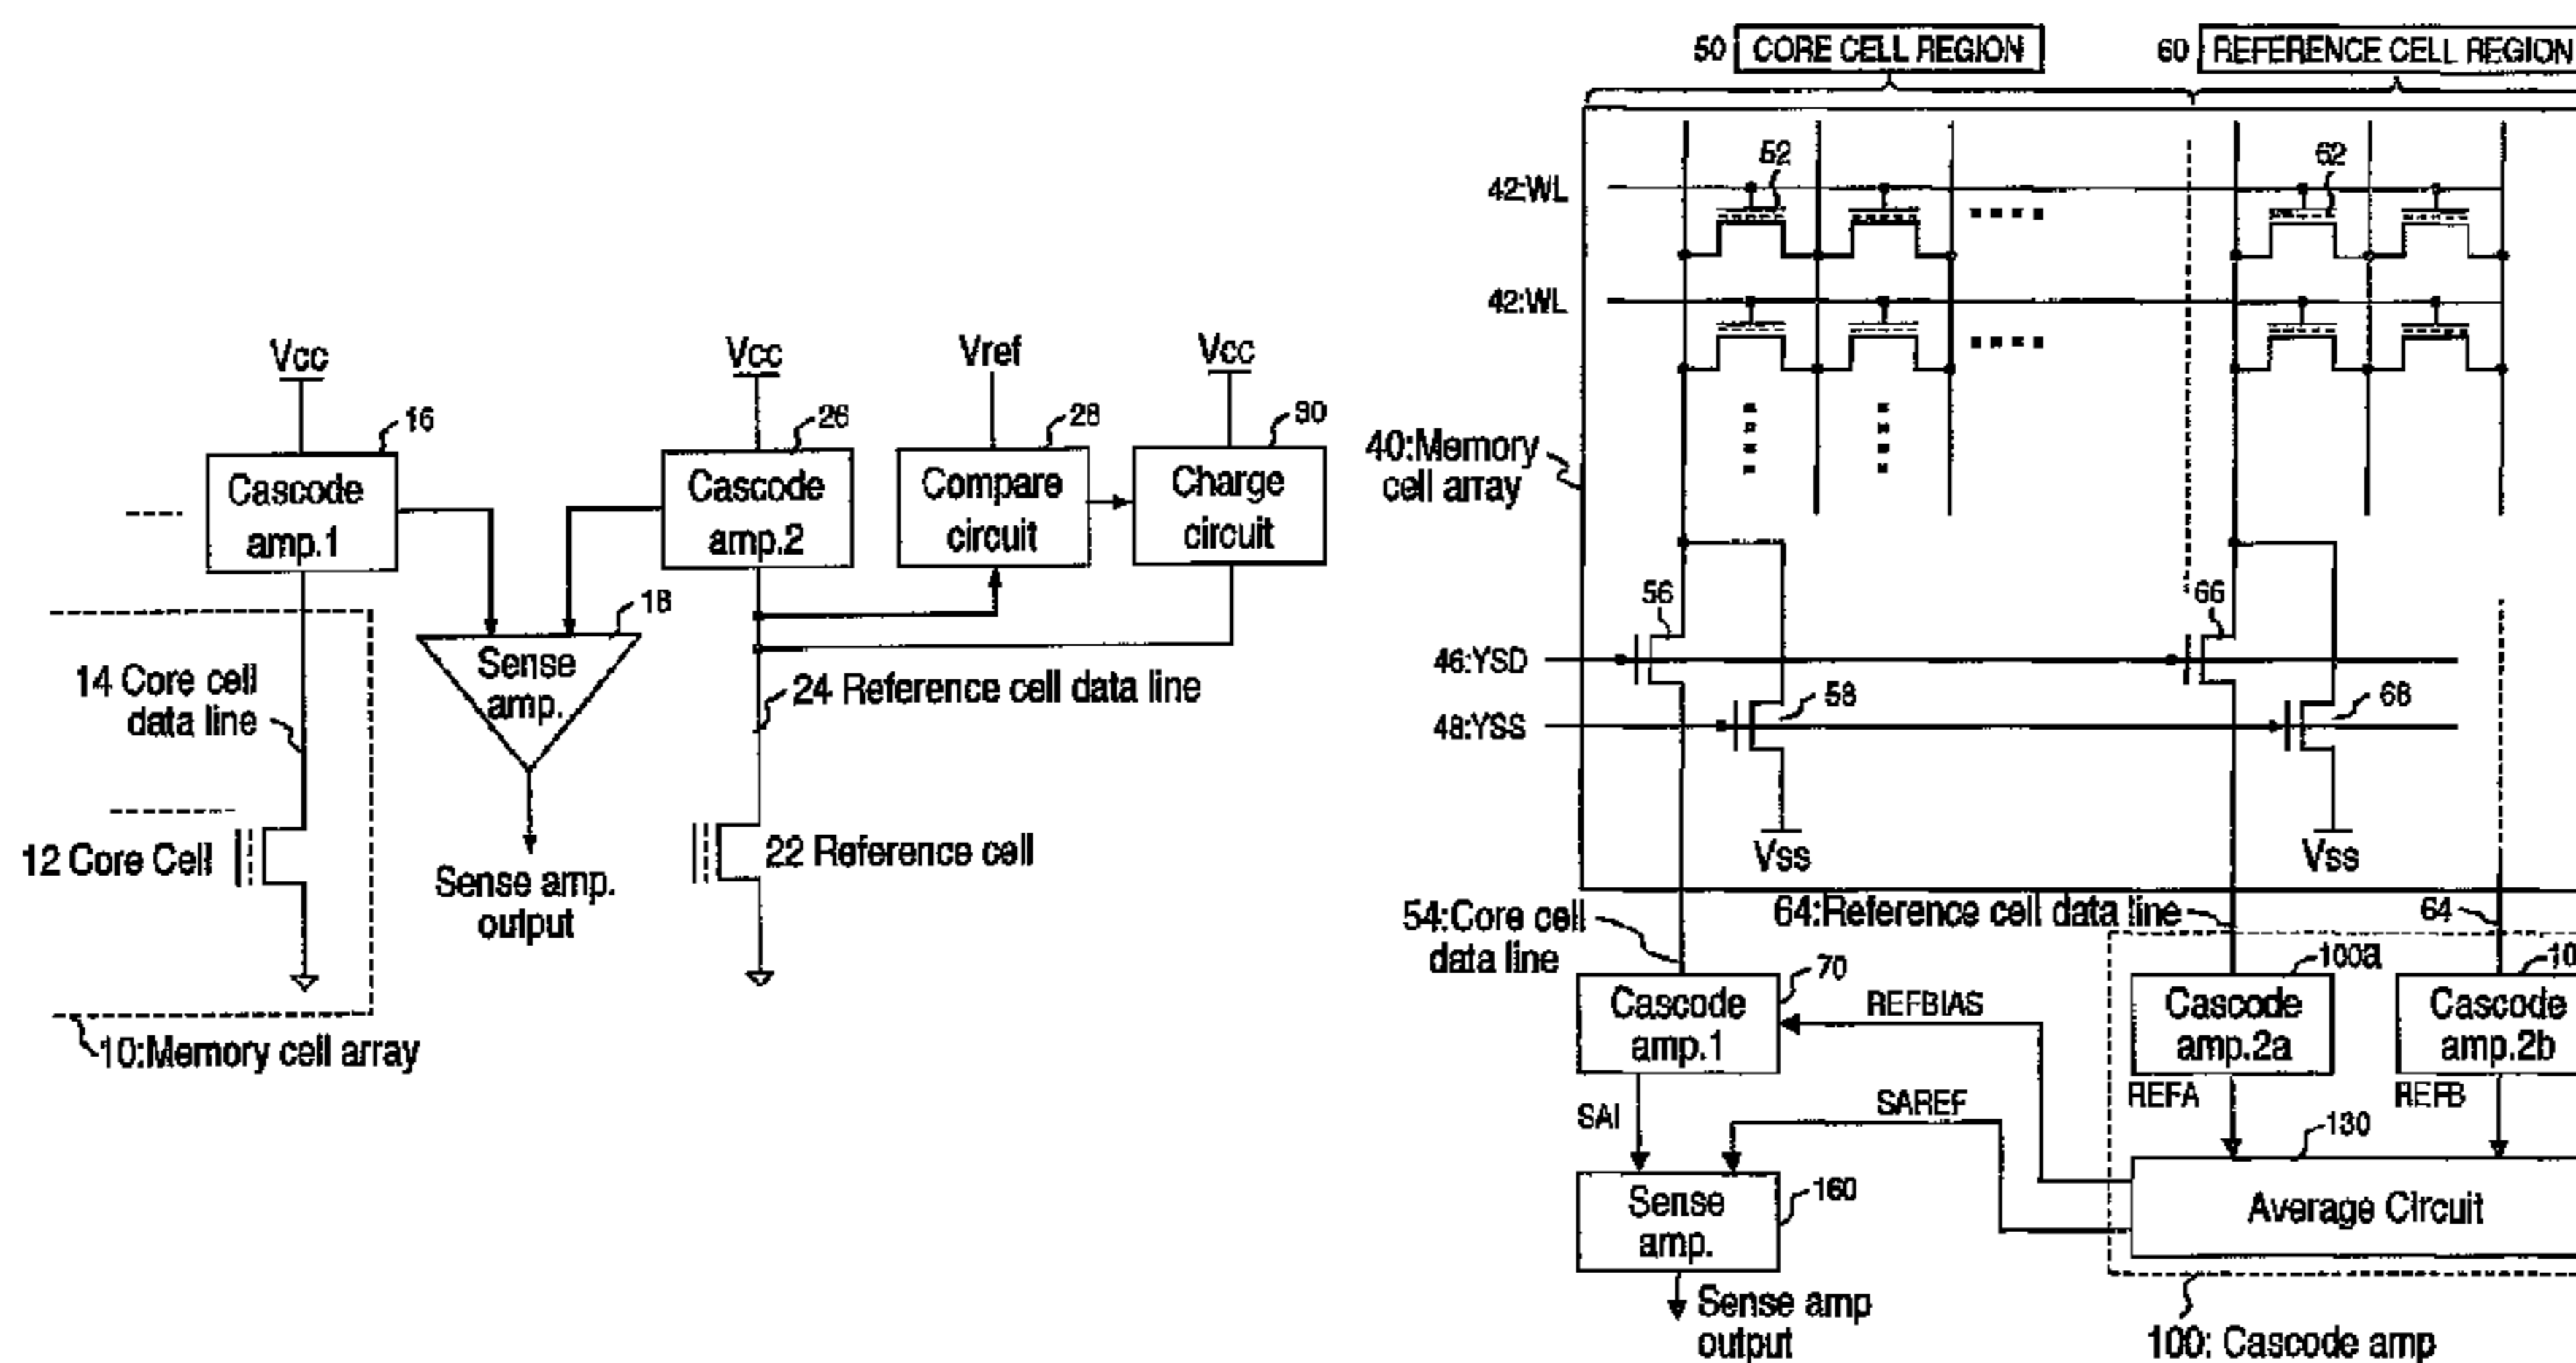 Vcc
Vcc
Vref
Vcc
16
26
28
30
Cascode
amp.1
Cascode
amp.2
Compare
circuit
Charge
circuit
18
Sense
amp.
14 Core cell
data line
24 Reference cell data line
12 Core Cell
22 Reference cell
Sense amp.
output
10:Memory cell array
50 CORE CELL REGION
60 REFERENCE CELL REGION
52
62
42:WL
42:WL
40:Memory
cell array
56
66
46:YSD
58
68
48:YSS
Vss
Vss
54:Core cell
data line
64:Reference cell data line
64
70
100a
Cascode
amp.1
REFBIAS
Cascode
amp.2a
Cascode
amp.2b
SAI
SAREF
REFA
REFB
130
160
Sense
amp.
Average Circuit
Sense amp
output
100: Cascode amp